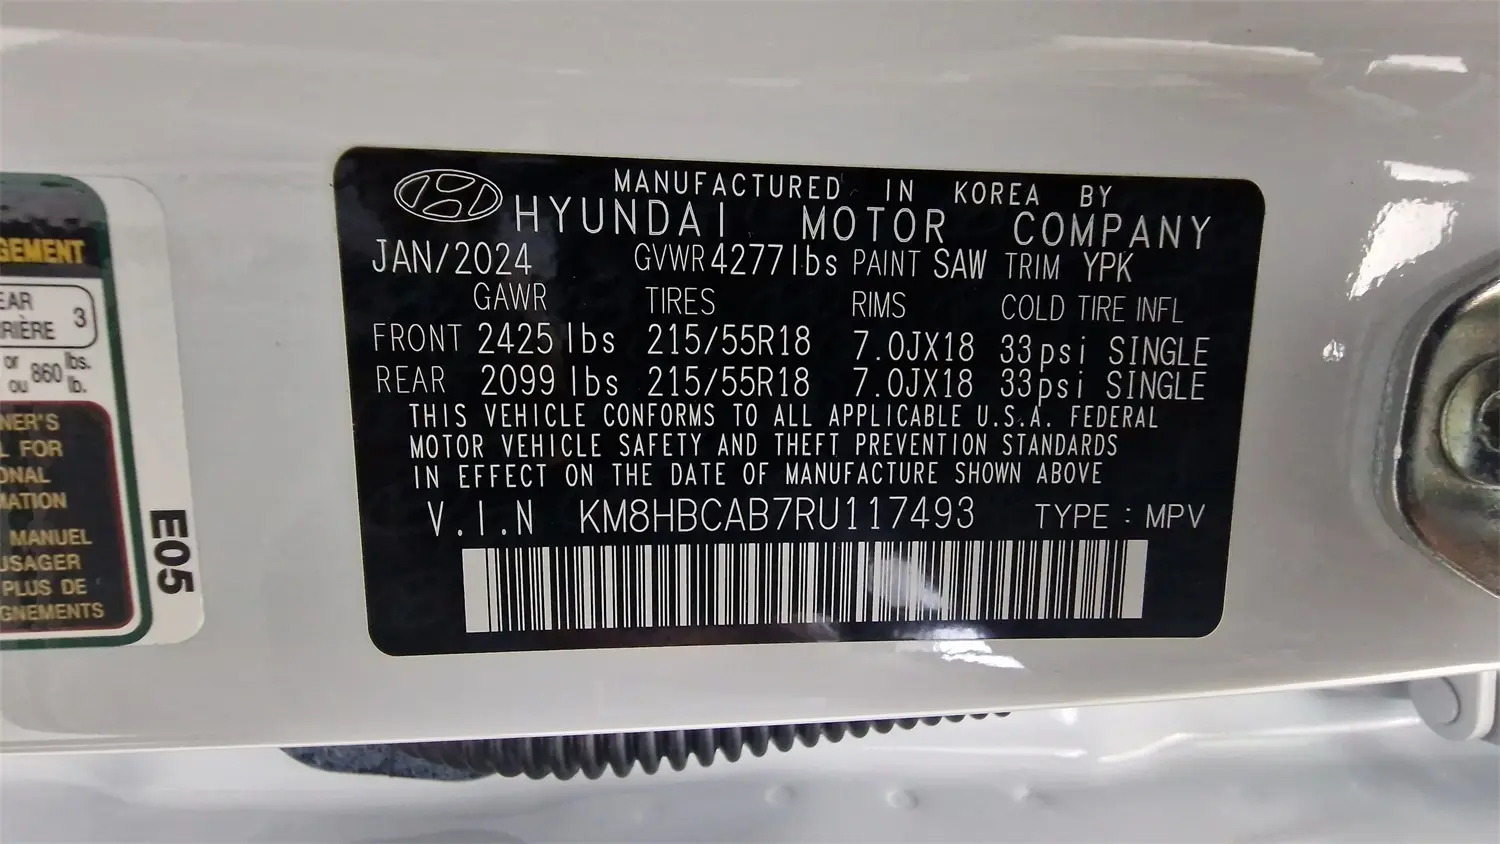 MANUFACTURED IN KOREA BY
HYUNDAI MOTOR COMPANY
JAN/2024 GVWR 4277 lbs PAINT SAW TRIM YPK
GAWR TIRES RIMS COLD TIRE INFL
FRONT 2425 lbs 215/55R18 7.0JX18 33psi SINGLE
REAR 2099 lbs 215/55R18 7.0JX18 33psi SINGLE
THIS VEHICLE CONFORMS TO ALL APPLICABLE U.S.A. FEDERAL
MOTOR VEHICLE SAFETY AND THEFT PREVENTION STANDARDS
IN EFFECT ON THE DATE OF MANUFACTURE SHOWN ABOVE
V.I.N KM8HBCAB7RU117493 TYPE : MPV
GEMENT
EAR
RIÈRE 3
or
ou 860 lbs. lb.
NER'S
L FOR
ONAL
MATION
MANUEL
USAGER
PLUS DE
GNEMENTS
E05